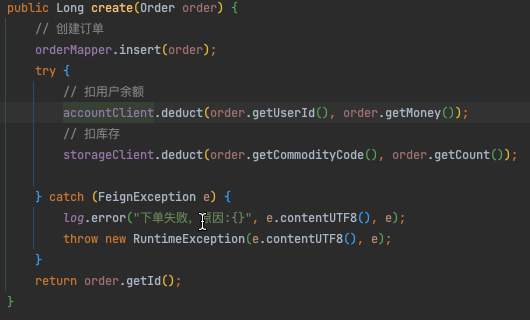 public Long create(Order order) {
// 创建订单
orderMapper.insert(order);
try {
// 扣用户余额
accountClient.deduct(order.getUserId(), order.getMoney());
// 扣库存
storageClient.deduct(order.getCommodityCode(), order.getCount());
} catch (FeignException e) {
log.error("下单失败,原因:{}", e.contentUTF8(), e);
throw new RuntimeException(e.contentUTF8(), e);
}
return order.getId();
}